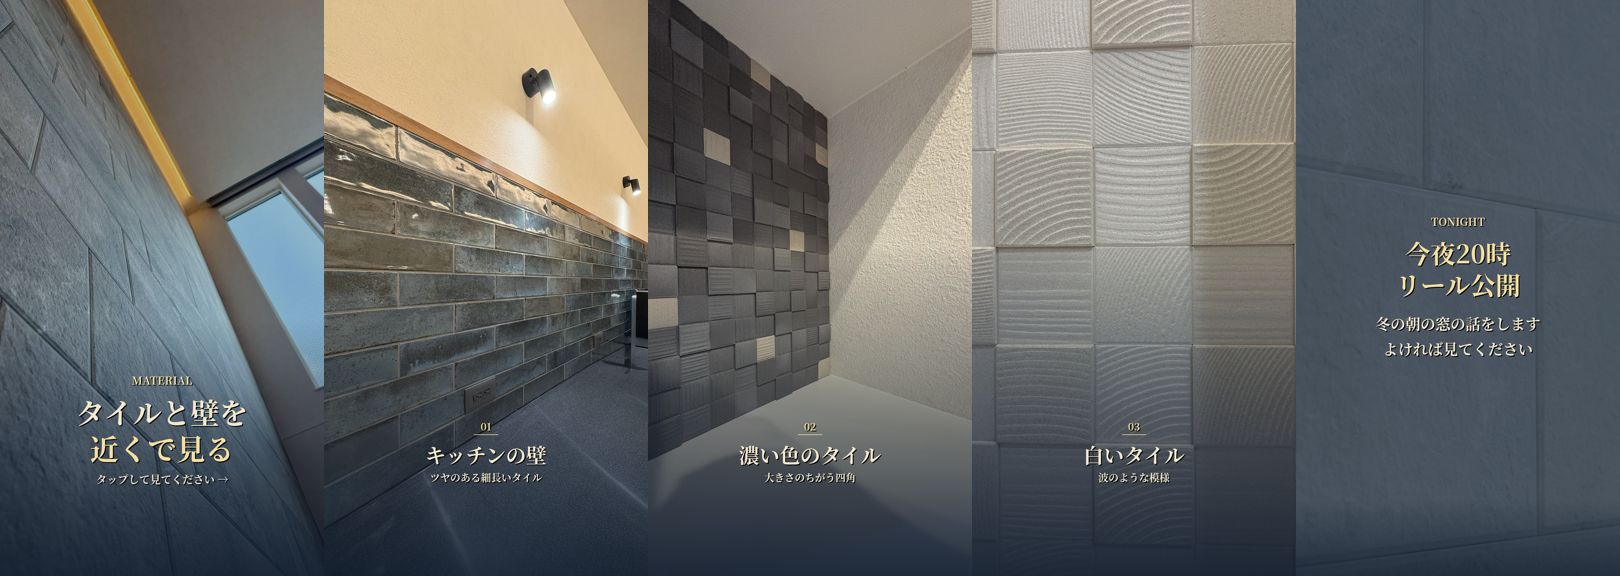 MATERIAL
タイルと壁を
近くで見る
タップして見てください→
01
キッチンの壁
ツヤのある細長いタイル
02
濃い色のタイル
大きさのちがう四角
03
白いタイル
波のような模様
TONIGHT
今夜20時
リール公開
冬の朝の窓の話をします
よければ見てください